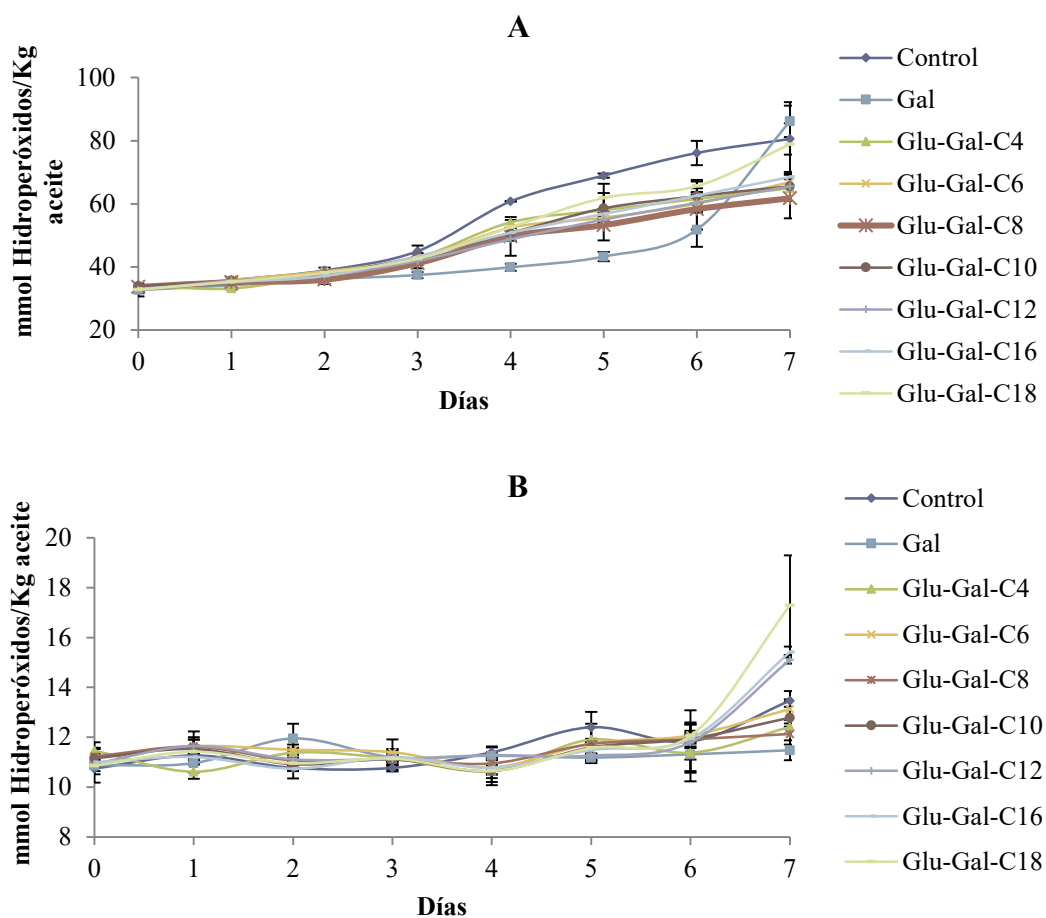 A
mmol Hidroperóxidos/Kg
aceite
100
80
60
40
20
0 1 2 3 4 5 6 7
Días
Control
Gal
Glu-Gal-C4
Glu-Gal-C6
Glu-Gal-C8
Glu-Gal-C10
Glu-Gal-C12
Glu-Gal-C16
Glu-Gal-C18
B
mmol Hidroperóxidos/Kg aceite
20
18
16
14
12
10
8
0 1 2 3 4 5 6 7
Días
Control
Gal
Glu-Gal-C4
Glu-Gal-C6
Glu-Gal-C8
Glu-Gal-C10
Glu-Gal-C12
Glu-Gal-C16
Glu-Gal-C18